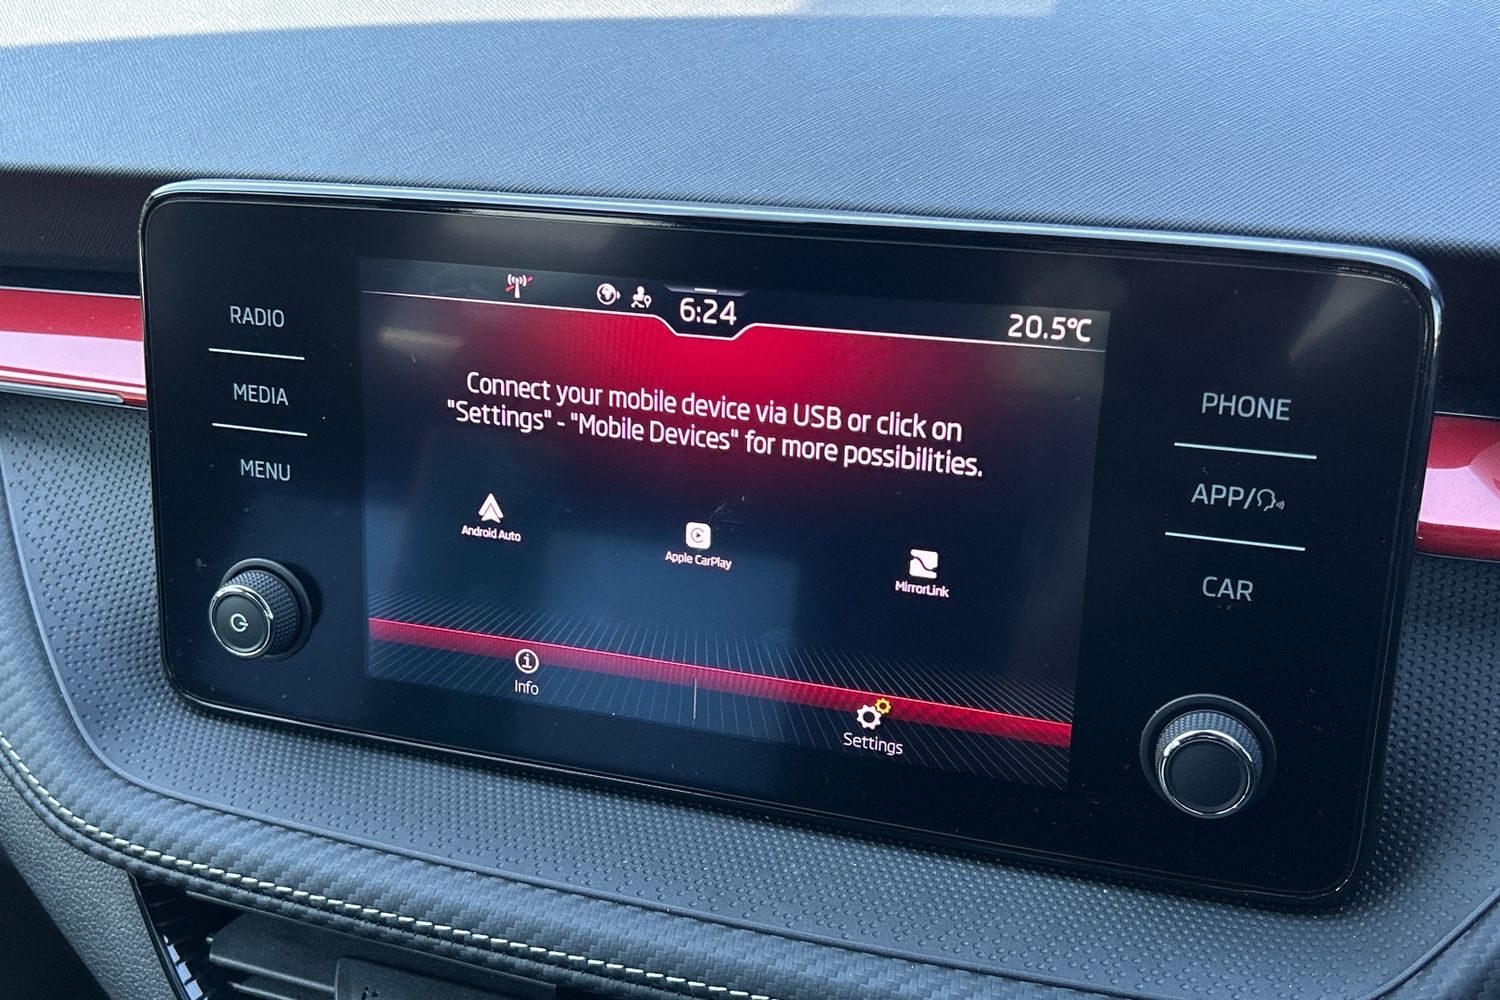 RADIO
MEDIA
MENU
6:24
20.5°C
Connect your mobile device via USB or click on
"Settings" - "Mobile Devices" for more possibilities.
Android Auto
Apple CarPlay
MirrorLink
Info
Settings
PHONE
APP/
CAR